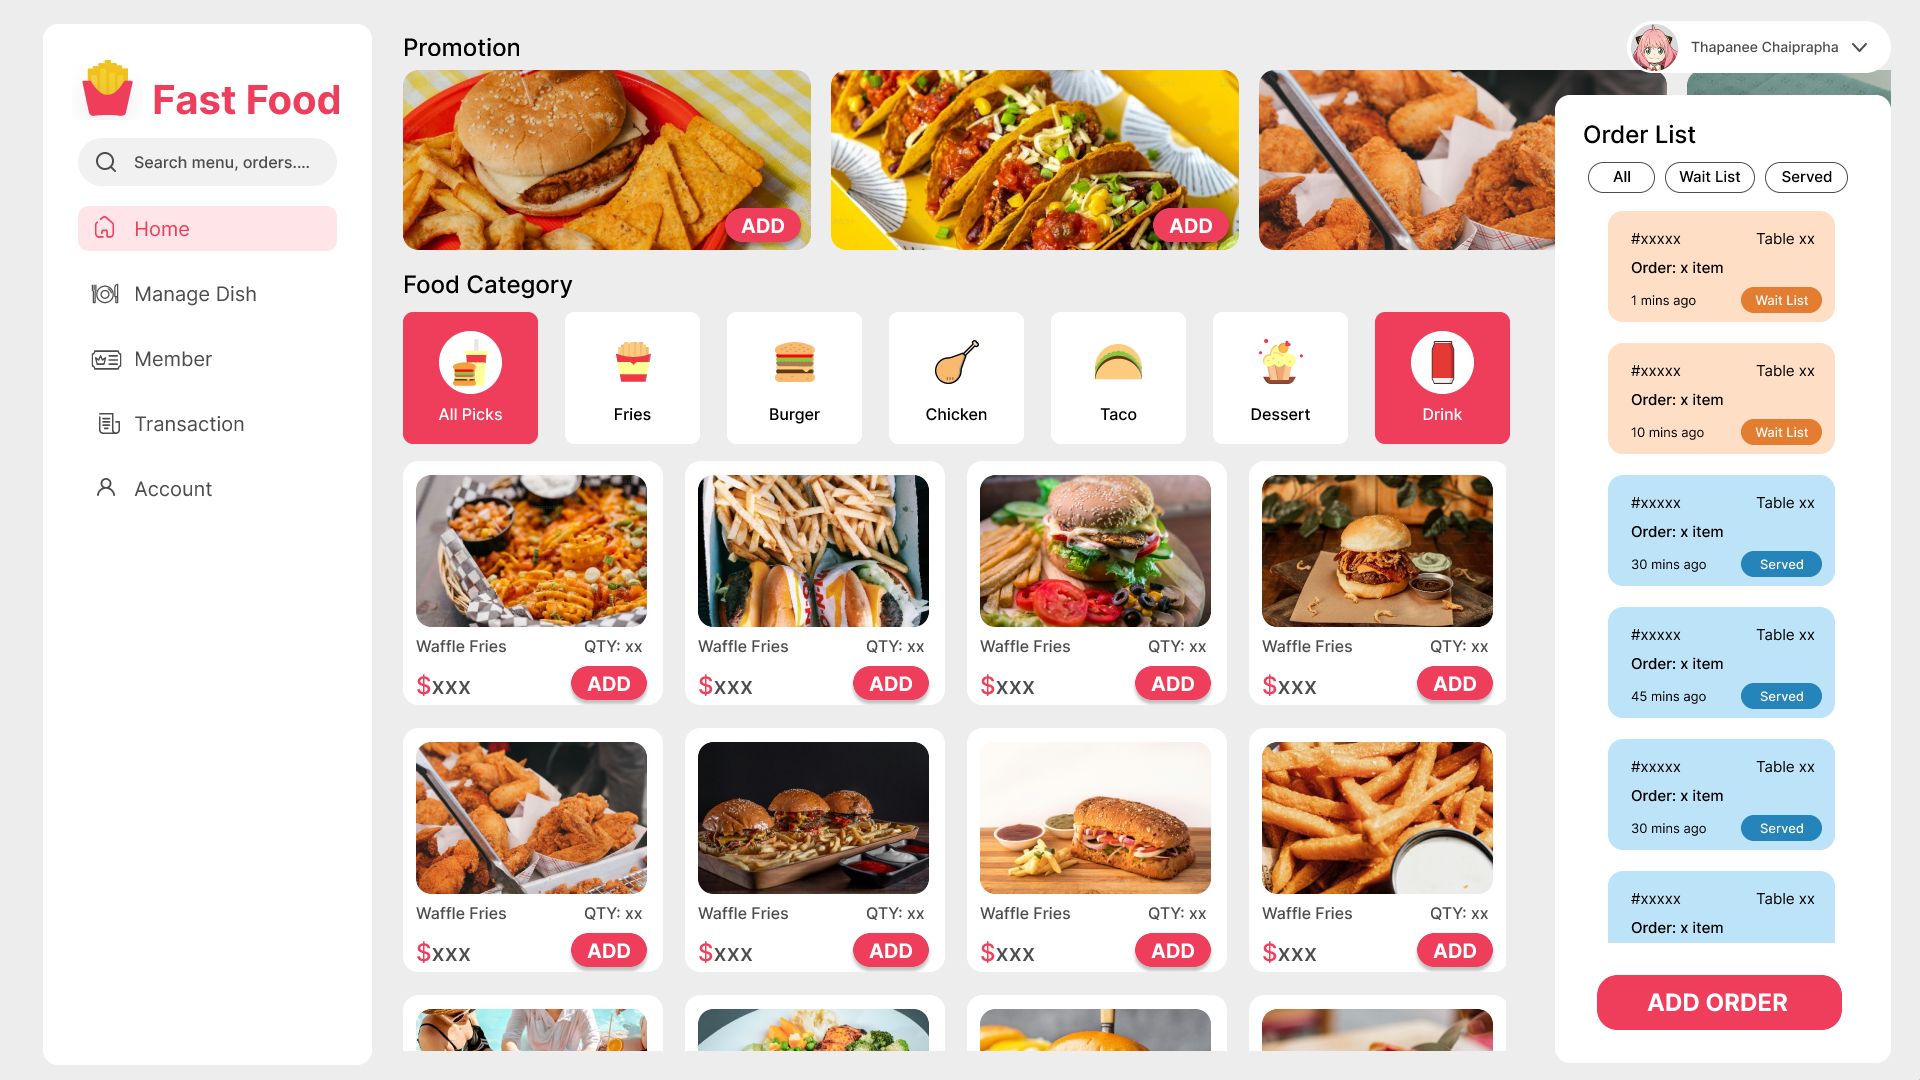 Fast Food
Search menu, orders....
Home
Manage Dish
Member
Transaction
Account
Promotion
ADD
ADD
Food Category
All Picks
Fries
Burger
Chicken
Taco
Dessert
Drink
Waffle Fries QTY: xx
$xxx ADD
Waffle Fries QTY: xx
$xxx ADD
Waffle Fries QTY: xx
$xxx ADD
Waffle Fries QTY: xx
$xxx ADD
Waffle Fries QTY: xx
$xxx ADD
Waffle Fries QTY: xx
$xxx ADD
Waffle Fries QTY: xx
$xxx ADD
Waffle Fries QTY: xx
$xxx ADD
Thapanee Chaiprapha
Order List
All Wait List Served
#xxxxx Table xx
Order: x item
1 mins ago Wait List
#xxxxx Table xx
Order: x item
10 mins ago Wait List
#xxxxx Table xx
Order: x item
30 mins ago Served
#xxxxx Table xx
Order: x item
45 mins ago Served
#xxxxx Table xx
Order: x item
30 mins ago Served
#xxxxx Table xx
Order: x item
ADD ORDER